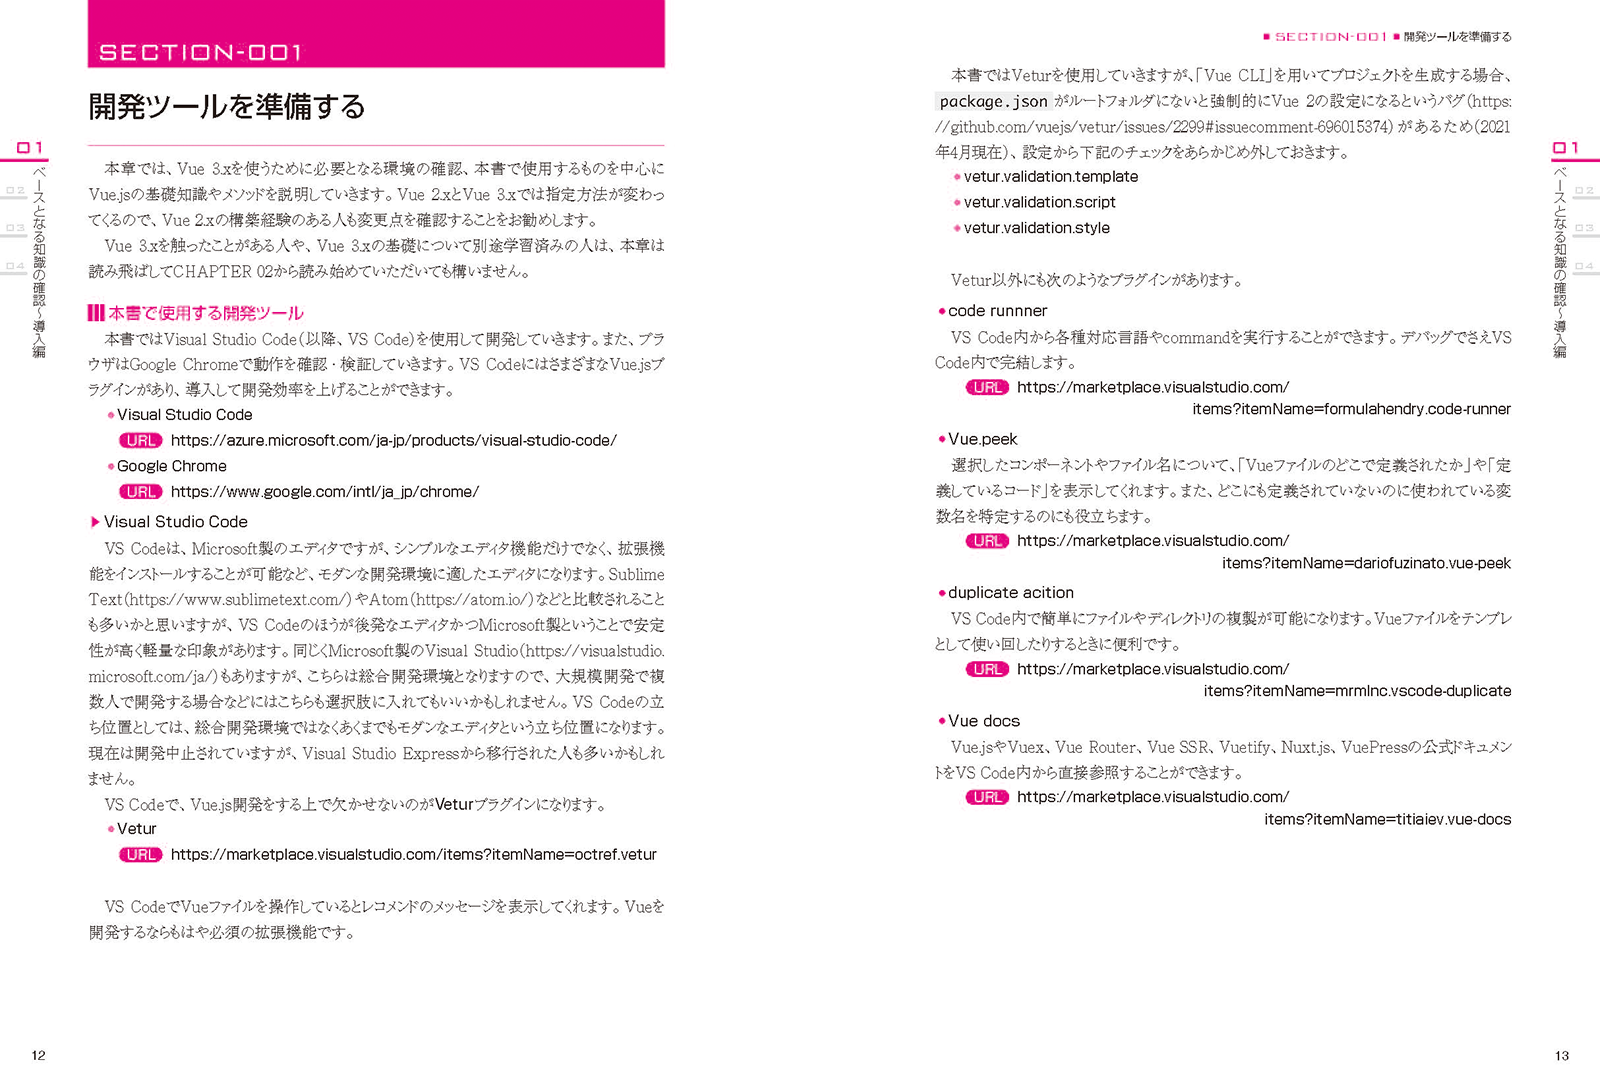 SECTION-001
開発ツールを準備する
01
02
03
04
ベースとなる知識の確認～導入編
本章では、Vue 3.xを使うために必要となる環境の確認、本書で使用するものを中心に
Vue.jsの基礎知識やメソッドを説明していきます。Vue 2.xとVue 3.xでは指定方法が変わっ
てくるので、Vue 2.xの構築経験のある人も変更点を確認することをお勧めします。
Vue 3.xを触ったことがある人や、Vue 3.xの基礎について別途学習済みの人は、本章は
読み飛ばしてCHAPTER 02から読み始めていただいても構いません。
本書で使用する開発ツール
本書ではVisual Studio Code(以降、VS Code)を使用して開発していきます。また、ブラ
ウザはGoogle Chromeで動作を確認・検証していきます。VS CodeにはさまざまなVue.jsプ
ラグインがあり、導入して開発効率を上げることができます。
●Visual Studio Code
URL https://azure.microsoft.com/ja-jp/products/visual-studio-code/
●Google Chrome
URL https://www.google.com/intl/ja_jp/chrome/
▶Visual Studio Code
VS Codeは、Microsoft製のエディタですが、シンプルなエディタ機能だけでなく、拡張機
能をインストールすることが可能など、モダンな開発環境に適したエディタになります。Sublime
Text(https://www.sublimetext.com/)やAtom(https://atom.io/)などと比較されること
も多いかと思いますが、VS Codeのほうが後発なエディタかつMicrosoft製ということで安定
性が高く軽量な印象があります。同じくMicrosoft製のVisual Studio(https://visualstudio.
microsoft.com/ja/)もありますが、こちらは総合開発環境となりますので、大規模開発で複
数人で開発する場合などにはこちらも選択肢に入れてもいいかもしれません。VS Codeの立
ち位置としては、総合開発環境ではなくあくまでもモダンなエディタという立ち位置になります。
現在は開発中止されていますが、Visual Studio Expressから移行された人も多いかもしれ
ません。
VS Codeで、Vue.js開発をする上で欠かせないのがVeturプラグインになります。
●Vetur
URL https://marketplace.visualstudio.com/items?itemName=octref.vetur
VS CodeでVueファイルを操作しているとレコメンドのメッセージを表示してくれます。Vueを
開発するならもはや必須の拡張機能です。
12
■ SECTION-001 ■ 開発ツールを準備する
本書ではVeturを使用していきますが、「Vue CLI」を用いてプロジェクトを生成する場合、
package.json がルートフォルダにないと強制的にVue 2の設定になるというバグ(https:
//github.com/vuejs/vetur/issues/2299#issuecomment-696015374)があるため(2021
年4月現在)、設定から下記のチェックをあらかじめ外しておきます。
◆vetur.validation.template
◆vetur.validation.script
◆vetur.validation.style
Vetur以外にも次のようなプラグインがあります。
●code runnner
VS Code内から各種対応言語やcommandを実行することができます。デバッグでさえVS
Code内で完結します。
URL https://marketplace.visualstudio.com/
items?itemName=formulahendry.code-runner
●Vue.peek
選択したコンポーネントやファイル名について、「Vueファイルのどこで定義されたか」や「定
義しているコード」を表示してくれます。また、どこにも定義されていないのに使われている変
数名を特定するのにも役立ちます。
URL https://marketplace.visualstudio.com/
items?itemName=dariofuzinato.vue-peek
●duplicate acition
VS Code内で簡単にファイルやディレクトリの複製が可能になります。Vueファイルをテンプレ
として使い回したりするときに便利です。
URL https://marketplace.visualstudio.com/
items?itemName=mrmlnc.vscode-duplicate
●Vue docs
Vue.jsやVuex、Vue Router、Vue SSR、Vuetify、Nuxt.js、VuePressの公式ドキュメン
トをVS Code内から直接参照することができます。
URL https://marketplace.visualstudio.com/
items?itemName=titiaiev.vue-docs
01
02
03
04
ベースとなる知識の確認～導入編
13